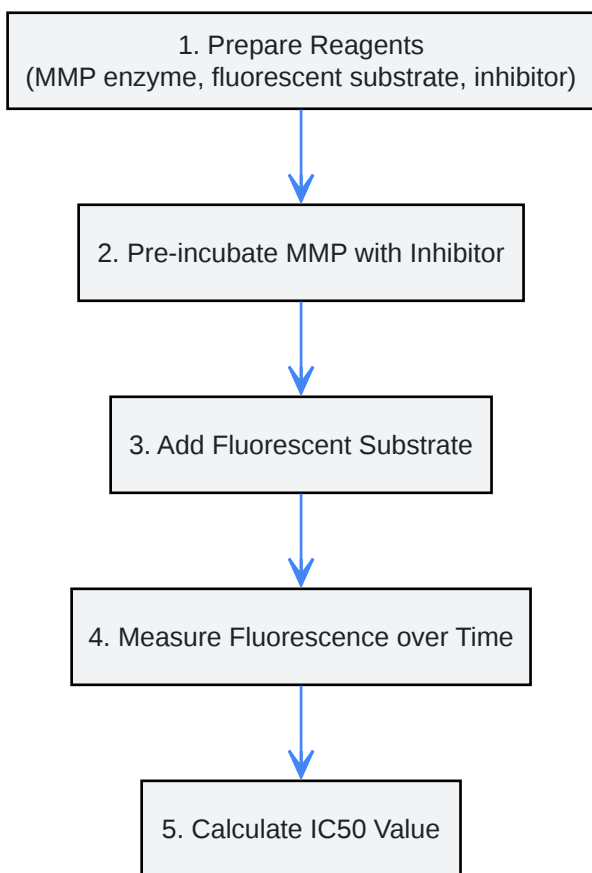 1. Prepare Reagents
(MMP enzyme, fluorescent substrate, inhibitor)
2. Pre-incubate MMP with Inhibitor
3. Add Fluorescent Substrate
4. Measure Fluorescence over Time
5. Calculate IC50 Value